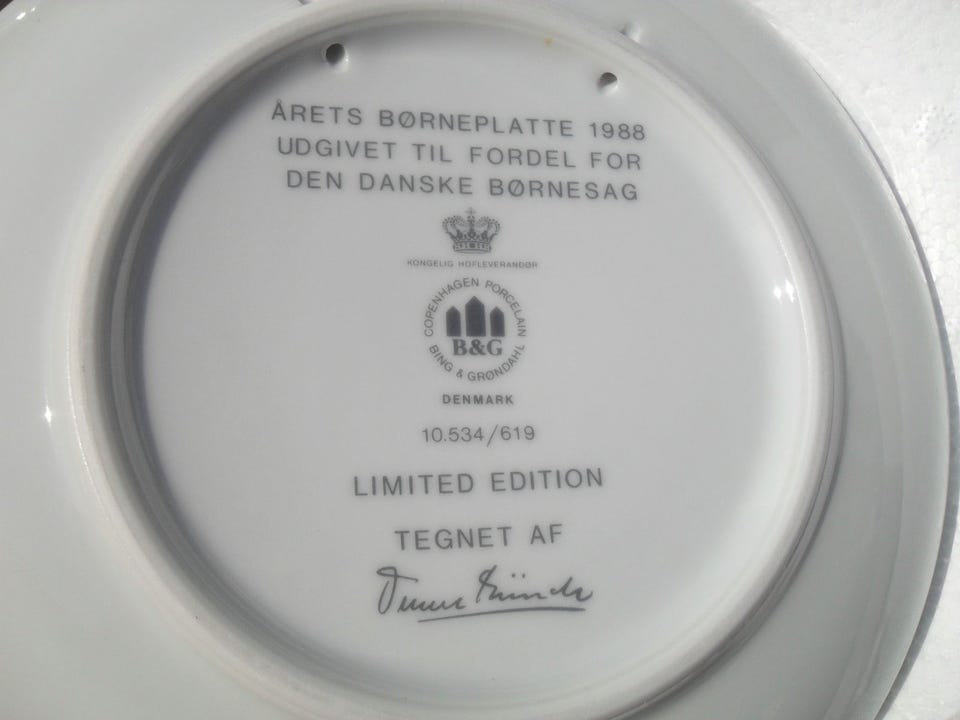 ÅRETS BØRNEPLATTE 1988
UDGIVET TIL FORDEL FOR
DEN DANSKE BØRNESAG
KONGELIG HOFLEVERANDØR
COPENHAGEN PORCELAIN
B&G
BING & GRØNDAHL
DENMARK
10.534/619
LIMITED EDITION
TEGNET AF